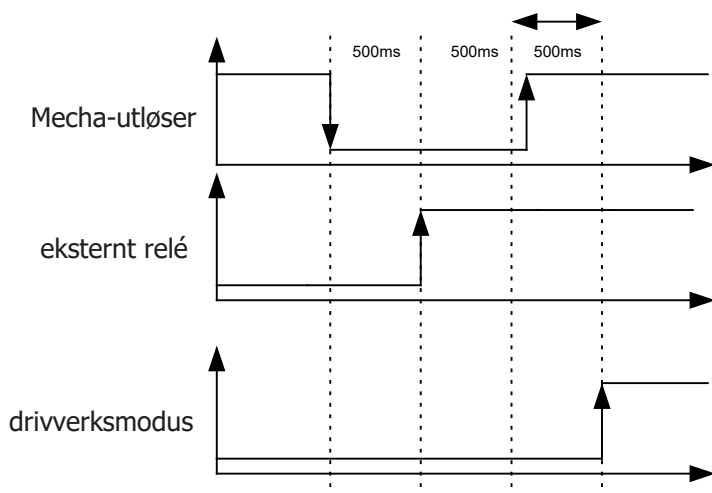 500ms 500ms 500ms
Mecha-utløser
eksternt relé
drivverksmodus